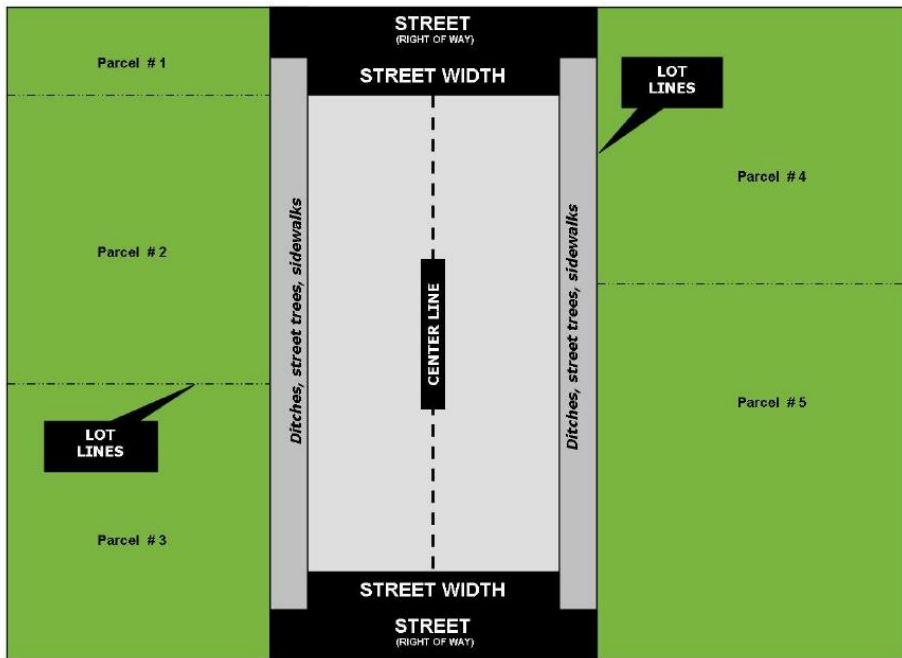 STREET
(RIGHT OF WAY)
STREET WIDTH
Parcel # 1
LOT
LINES
Parcel # 4
Parcel # 2
Ditches, street trees, sidewalks
CENTER LINE
Ditches, street trees, sidewalks
Parcel # 5
LOT
LINES
Parcel # 3
STREET WIDTH
STREET
(RIGHT OF WAY)